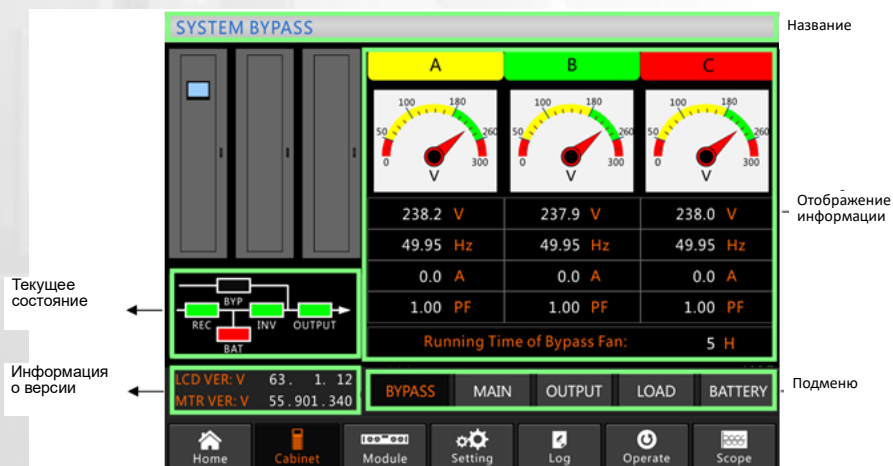 SYSTEM BYPASS
Название
A B C
100 180 100 180 100 180
50 260 50 260 50 260
0 300 0 300 0 300
V V V
238.2 V 237.9 V 238.0 V
Отображение
информации
49.95 Hz 49.95 Hz 49.95 Hz
0.0 A 0.0 A 0.0 A
1.00 PF 1.00 PF 1.00 PF
Running Time of Bypass Fan: 5 H
Текущее
состояние
BYP
REC INV OUTPUT
BAT
Информация
о версии
LCD VER: V 63. 1. 12
MTR VER: V 55.901.340
BYPASS MAIN OUTPUT LOAD BATTERY
Подменю
Home Cabinet Module Setting Log Operate Scope